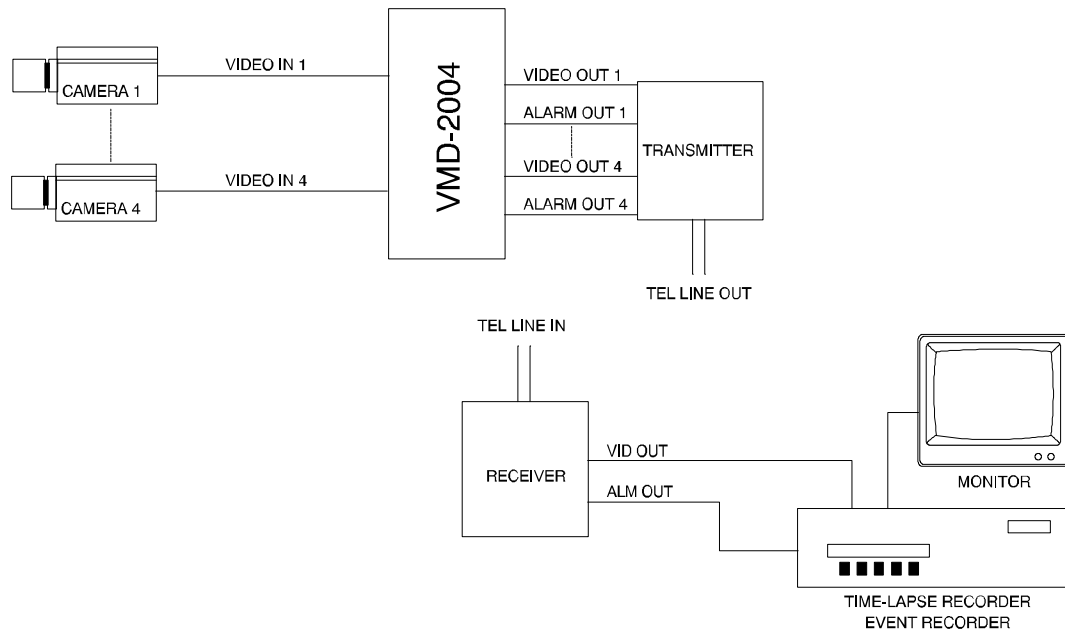 CAMERA 1
VIDEO IN 1
CAMERA 4
VIDEO IN 4
VMD-2004
VIDEO OUT 1
ALARM OUT 1
VIDEO OUT 4
ALARM OUT 4
TRANSMITTER
TEL LINE OUT
TEL LINE IN
RECEIVER
VID OUT
ALM OUT
MONITOR
TIME-LAPSE RECORDER
EVENT RECORDER